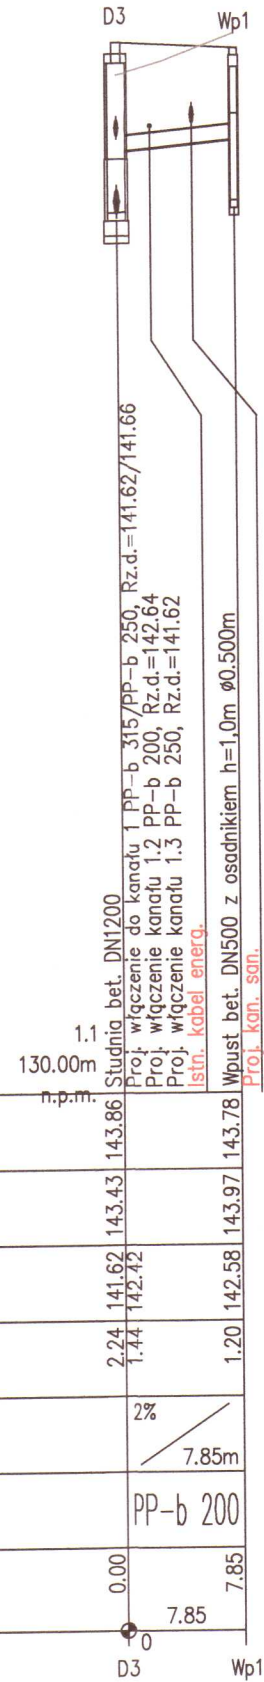 D3 Wp1
Studnia bet. DN1200
Proj. włączenie do kanału 1 PP-b 315/PP-b 250, Rz.d.=141.62/141.66
Proj. włączenie kanału 1.2 PP-b 200, Rz.d.=142.64
Proj. włączenie kanału 1.3 PP-b 250, Rz.d.=141.62
Istn. kabel energ.
Wpust bet. DN500 z osadnikiem h=1,0m ø0.500m
Proj. kan. san.
1.1
130.00m
n.p.m.
143.86 143.78
143.43 143.97
141.62 142.42 142.58
2.24 1.44 1.20
2%
7.85m
PP-b 200
0.00 7.85
7.85
0
D3 Wp1